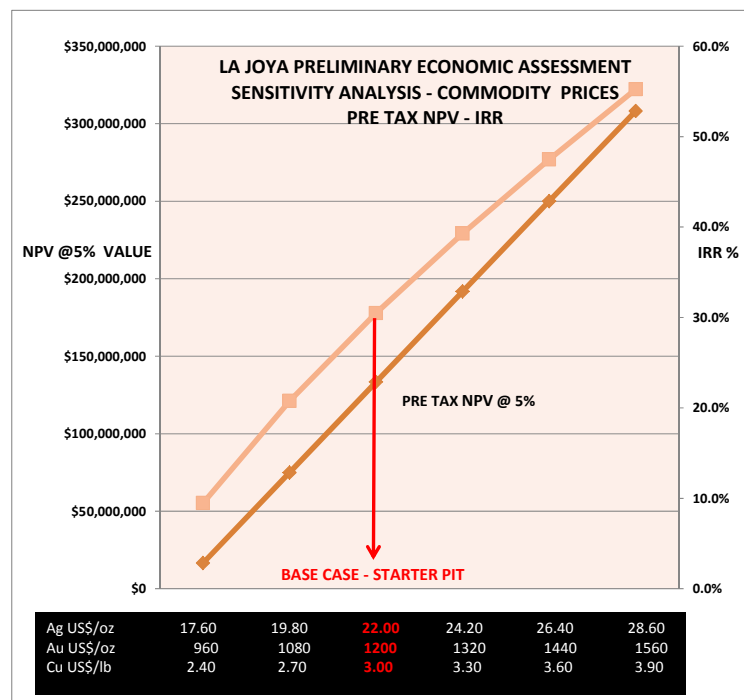 LA JOYA PRELIMINARY ECONOMIC ASSESSMENT
SENSITIVITY ANALYSIS - COMMODITY PRICES
PRE TAX NPV - IRR
$350,000,000
$300,000,000
$250,000,000
NPV @5% VALUE
$200,000,000
$150,000,000
$100,000,000
$50,000,000
$0
60.0%
50.0%
40.0%
IRR %
30.0%
20.0%
10.0%
0.0%
PRE TAX NPV @ 5%
BASE CASE - STARTER PIT
Ag US$/oz 17.60 19.80 22.00 24.20 26.40 28.60
Au US$/oz 960 1080 1200 1320 1440 1560
Cu US$/lb 2.40 2.70 3.00 3.30 3.60 3.90